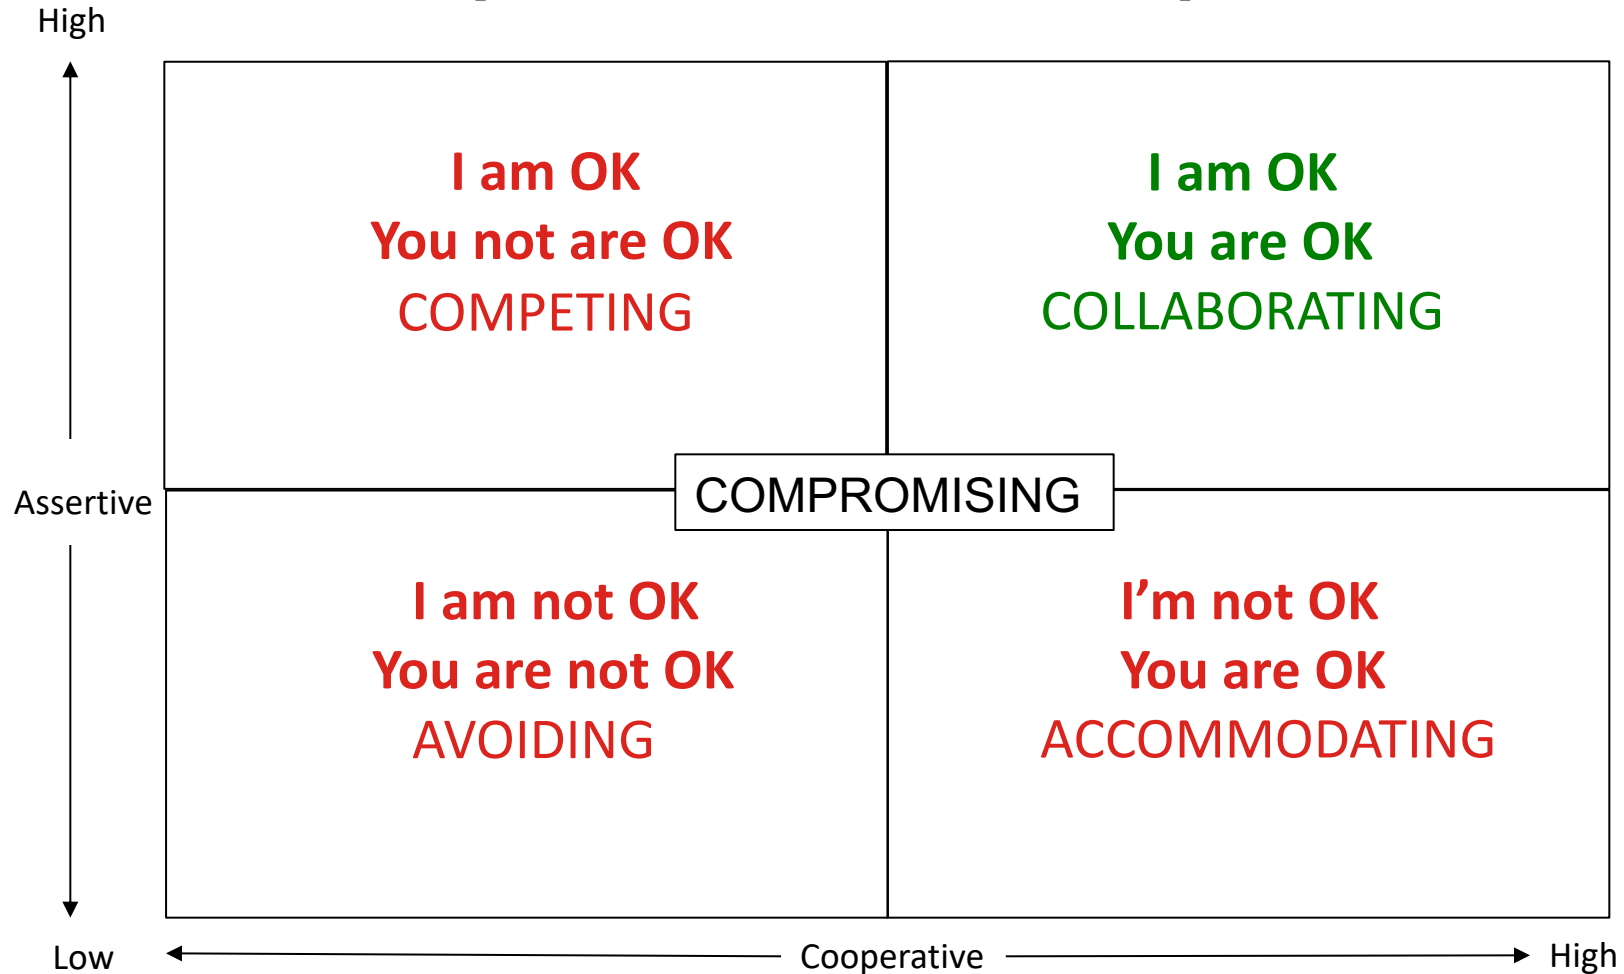 High
I am OK
You not are OK
COMPETING
I am OK
You are OK
COLLABORATING
Assertive
COMPROMISING
I am not OK
You are not OK
AVOIDING
I’m not OK
You are OK
ACCOMMODATING
Low
Cooperative
High